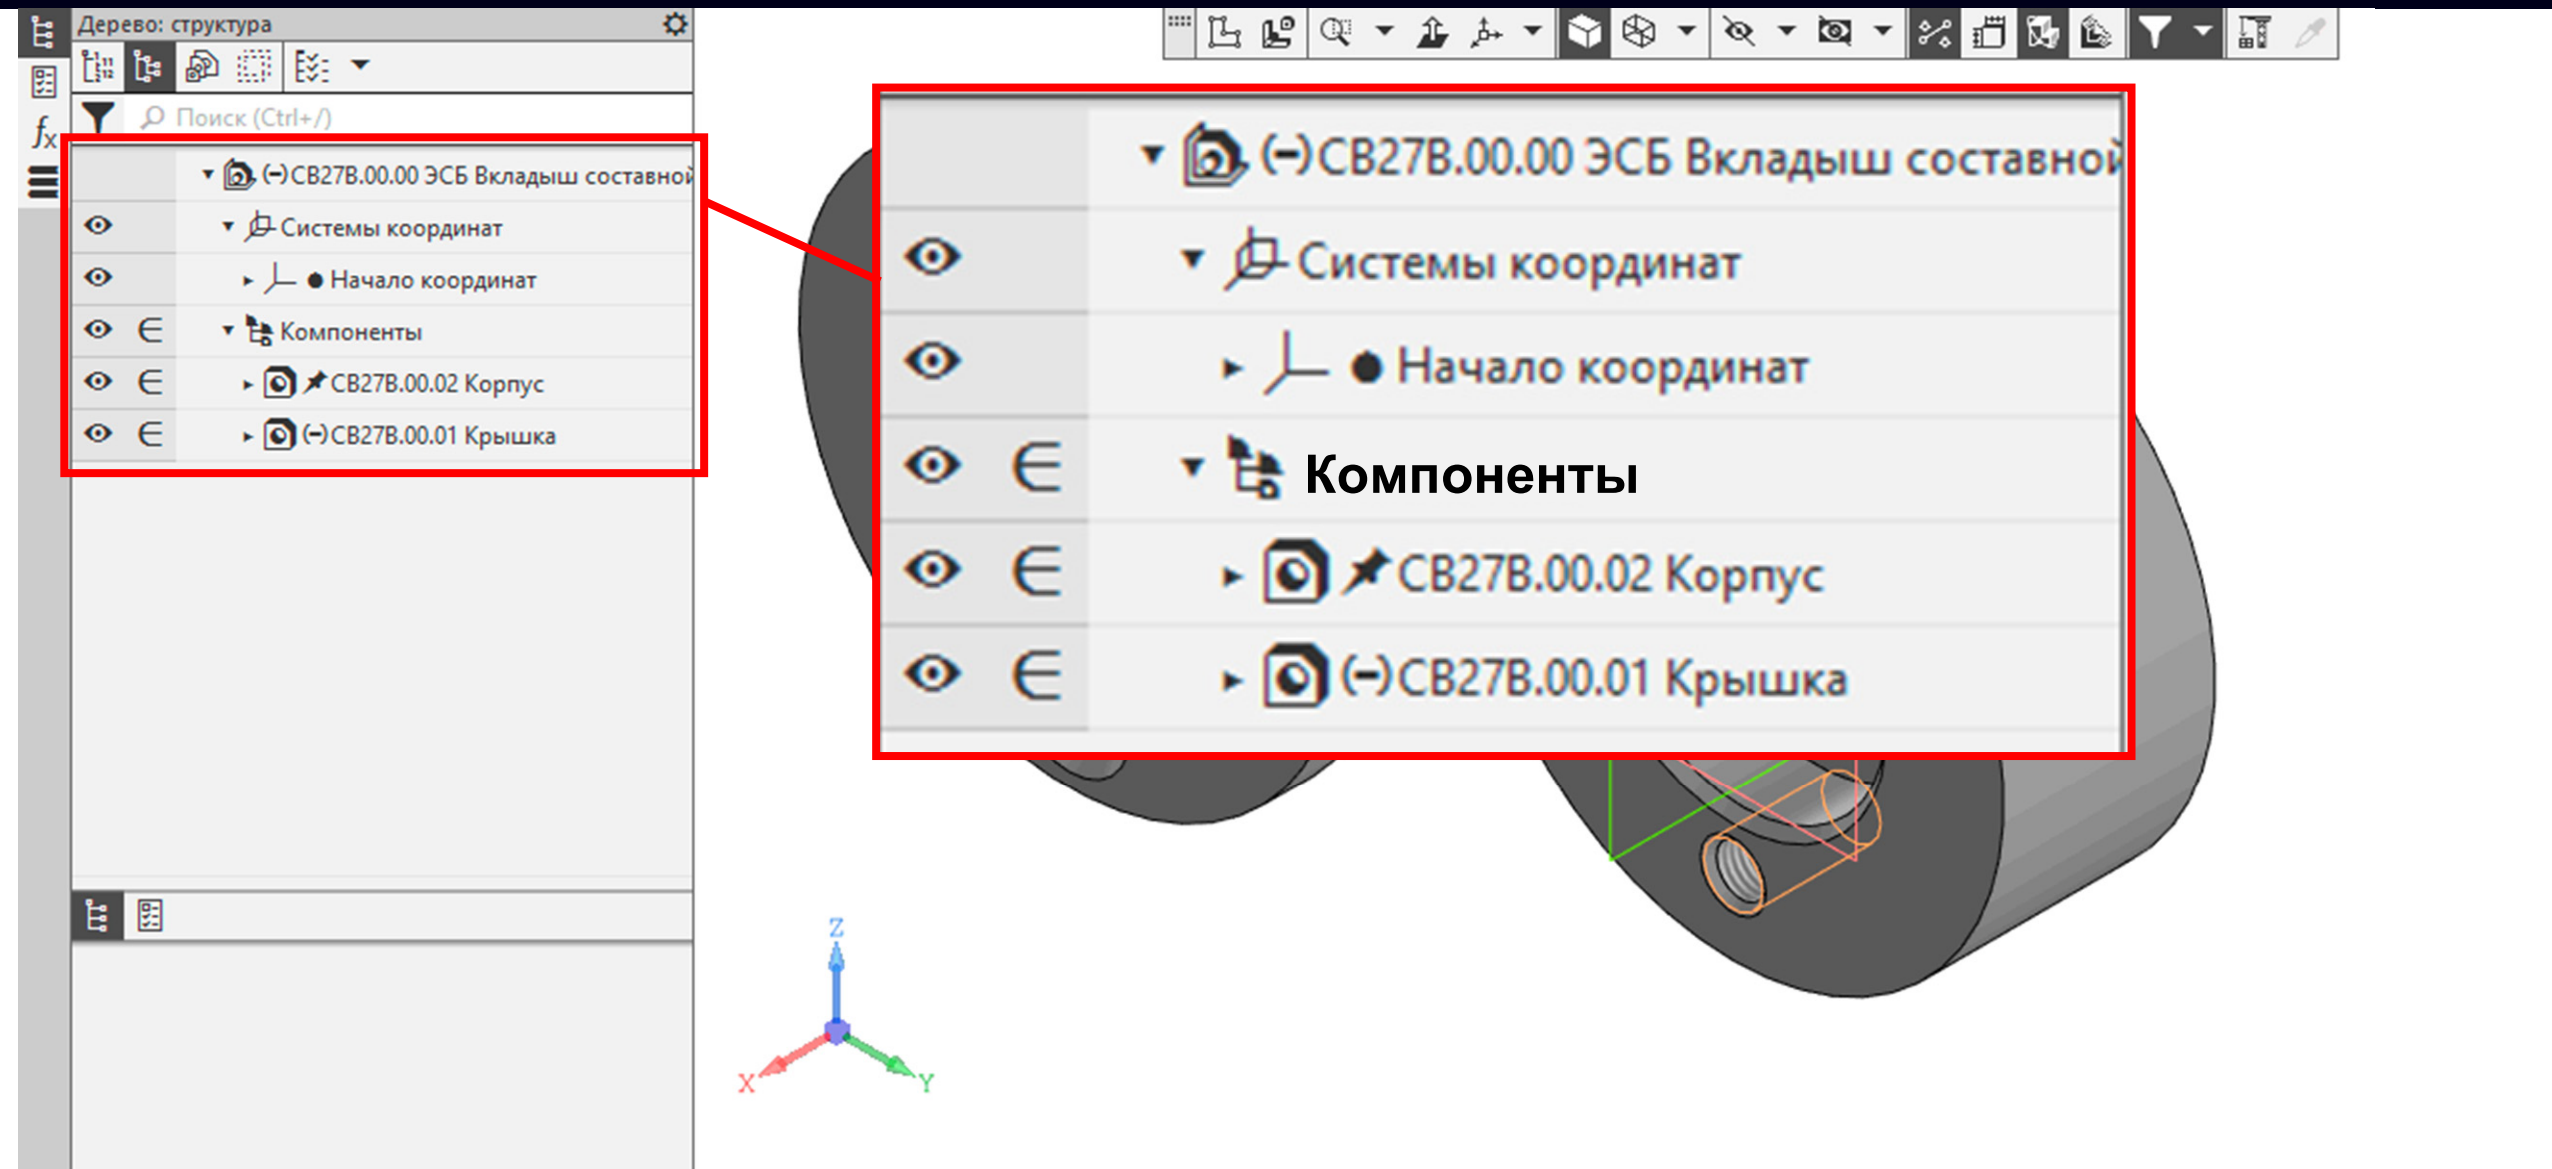 Дерево: структура
Поиск (Ctrl+/)
fx
(-)СВ27В.00.00 ЭСБ Вкладыш составной
Системы координат
Начало координат
Компоненты
СВ27В.00.02 Корпус
(-)СВ27В.00.01 Крышка
(-)СВ27В.00.00 ЭСБ Вкладыш составной
Системы координат
Начало координат
Компоненты
СВ27В.00.02 Корпус
(-)СВ27В.00.01 Крышка
Z
X
Y